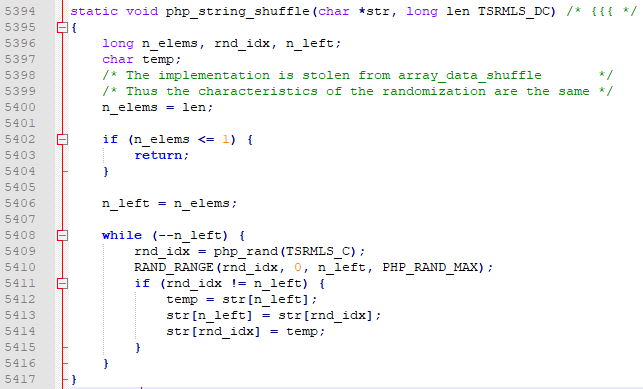 5394 static void php_string_shuffle(char *str, long len TSRMLS_DC) /* {{{ */
5395 {
5396     long n_elems, rnd_idx, n_left;
5397     char temp;
5398     /* The implementation is stolen from array_data_shuffle       */
5399     /* Thus the characteristics of the randomization are the same */
5400     n_elems = len;
5401
5402     if (n_elems <= 1) {
5403         return;
5404     }
5405
5406     n_left = n_elems;
5407
5408     while (--n_left) {
5409         rnd_idx = php_rand(TSRMLS_C);
5410         RAND_RANGE(rnd_idx, 0, n_left, PHP_RAND_MAX);
5411         if (rnd_idx != n_left) {
5412             temp = str[n_left];
5413             str[n_left] = str[rnd_idx];
5414             str[rnd_idx] = temp;
5415         }
5416     }
5417 }